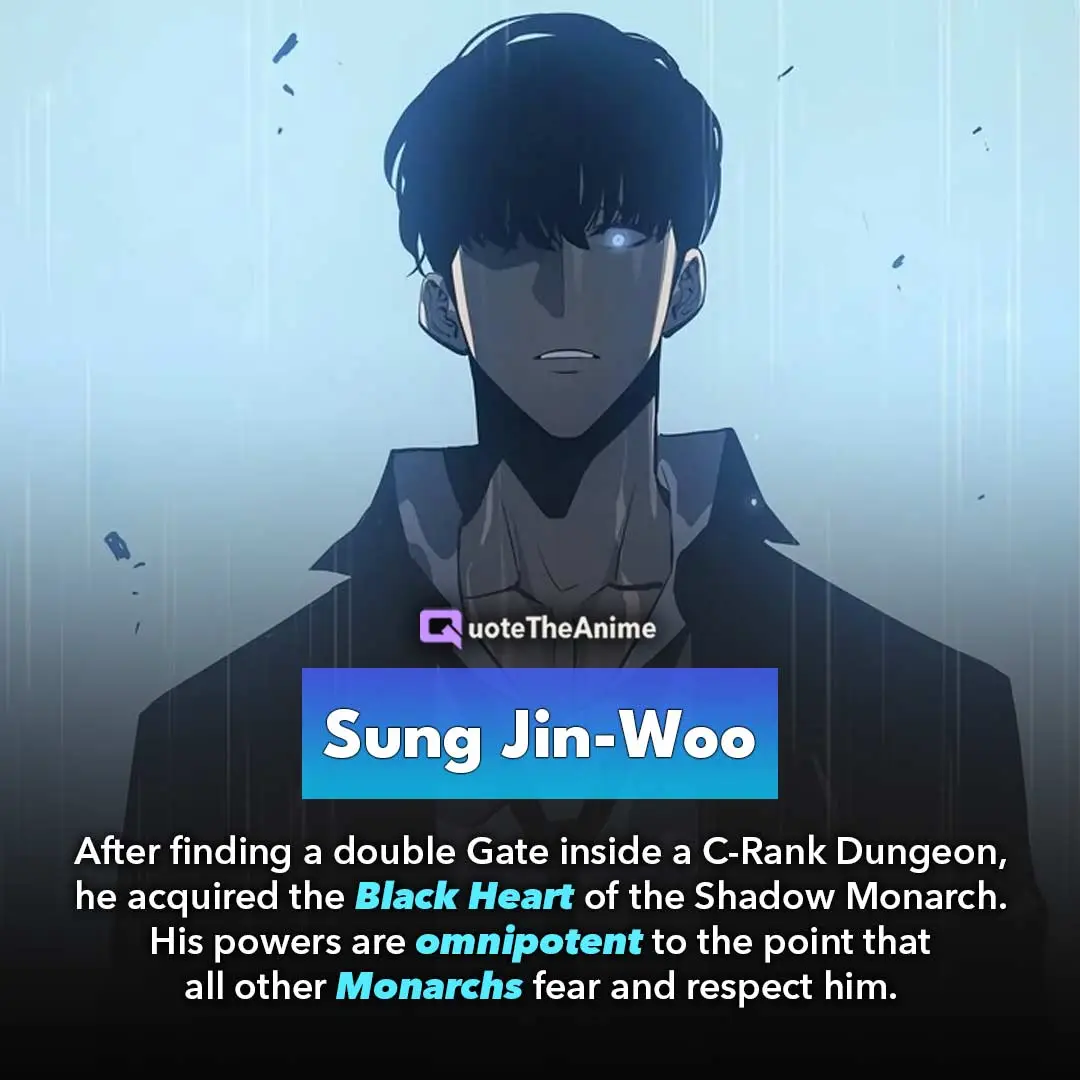 QuoteTheAnime
Sung Jin-Woo
After finding a double Gate inside a C-Rank Dungeon,
he acquired the Black Heart of the Shadow Monarch.
His powers are omnipotent to the point that
all other Monarchs fear and respect him.